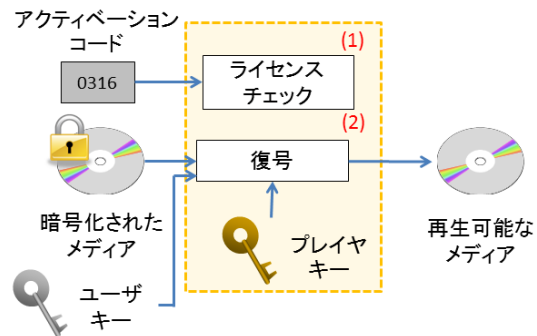 アクティベーション
コード
(1)
0316
ライセンス
チェック
(2)
復号
暗号化された
メディア
プレイヤ
キー
再生可能な
メディア
ユーザ
キー